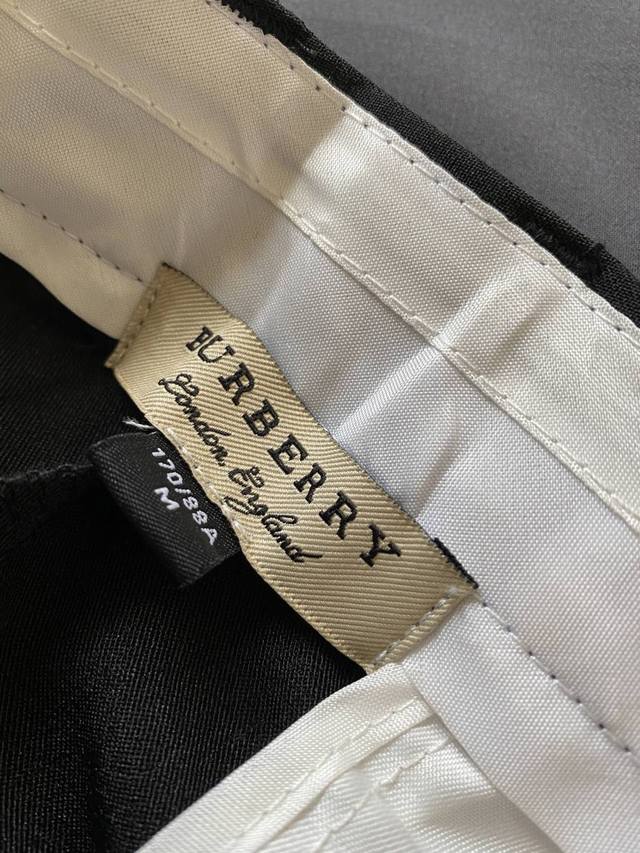 BURBERRY
London, England
170/88A
M